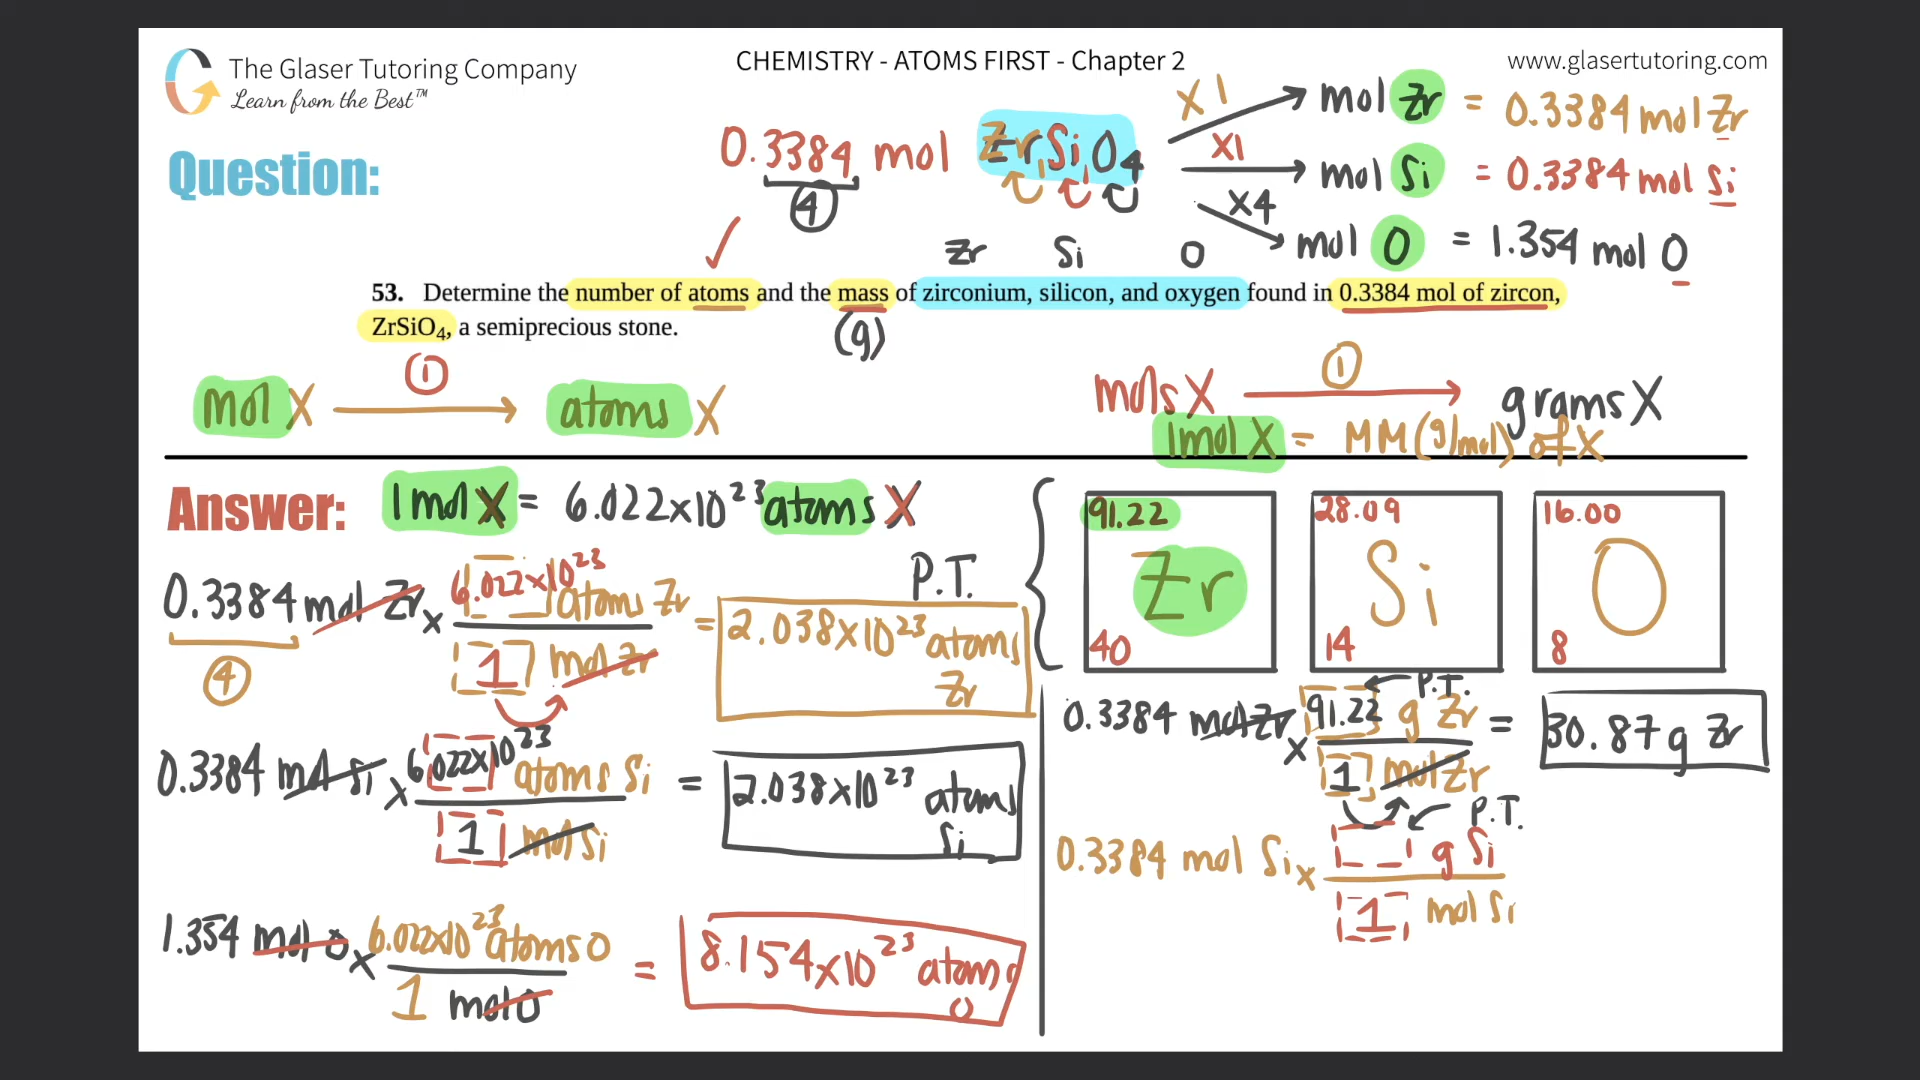 The Glaser Tutoring Company
Learn from the Best™
CHEMISTRY - ATOMS FIRST - Chapter 2
www.glasertutoring.com
Question:
0.3384 mol ZrSiO4
4
X1 mol Zr = 0.3384 mol Zr
X1 mol Si = 0.3384 mol Si
X4 mol O = 1.354 mol O
Zr Si O
53. Determine the number of atoms and the mass of zirconium, silicon, and oxygen found in 0.3384 mol of zircon,
ZrSiO4, a semiprecious stone.
(g)
mol X 1 atoms X
mols X 1 grams X
1mol X = MM(g/mol) of X
Answer:
1mol X = 6.022x10²³ atoms X
P.T.
91.22 Zr 40
28.09 Si 14
16.00 O 8
0.3384 mol Zr x 6.022x10²³ atoms Zr
1 mol Zr
= 2.038x10²³ atoms
Zr
4
0.3384 mol Si x 6.022x10²³ atoms Si
1 mol Si
= 2.038x10²³ atoms
Si
1.354 mol O x 6.022x10²³ atoms O
1 mol O
= 8.154x10²³ atoms
O
P.T.
0.3384 mol Zr x 91.22 g Zr
1 mol Zr
= 30.87g Zr
P.T.
0.3384 mol Si x g Si
1 mol Si